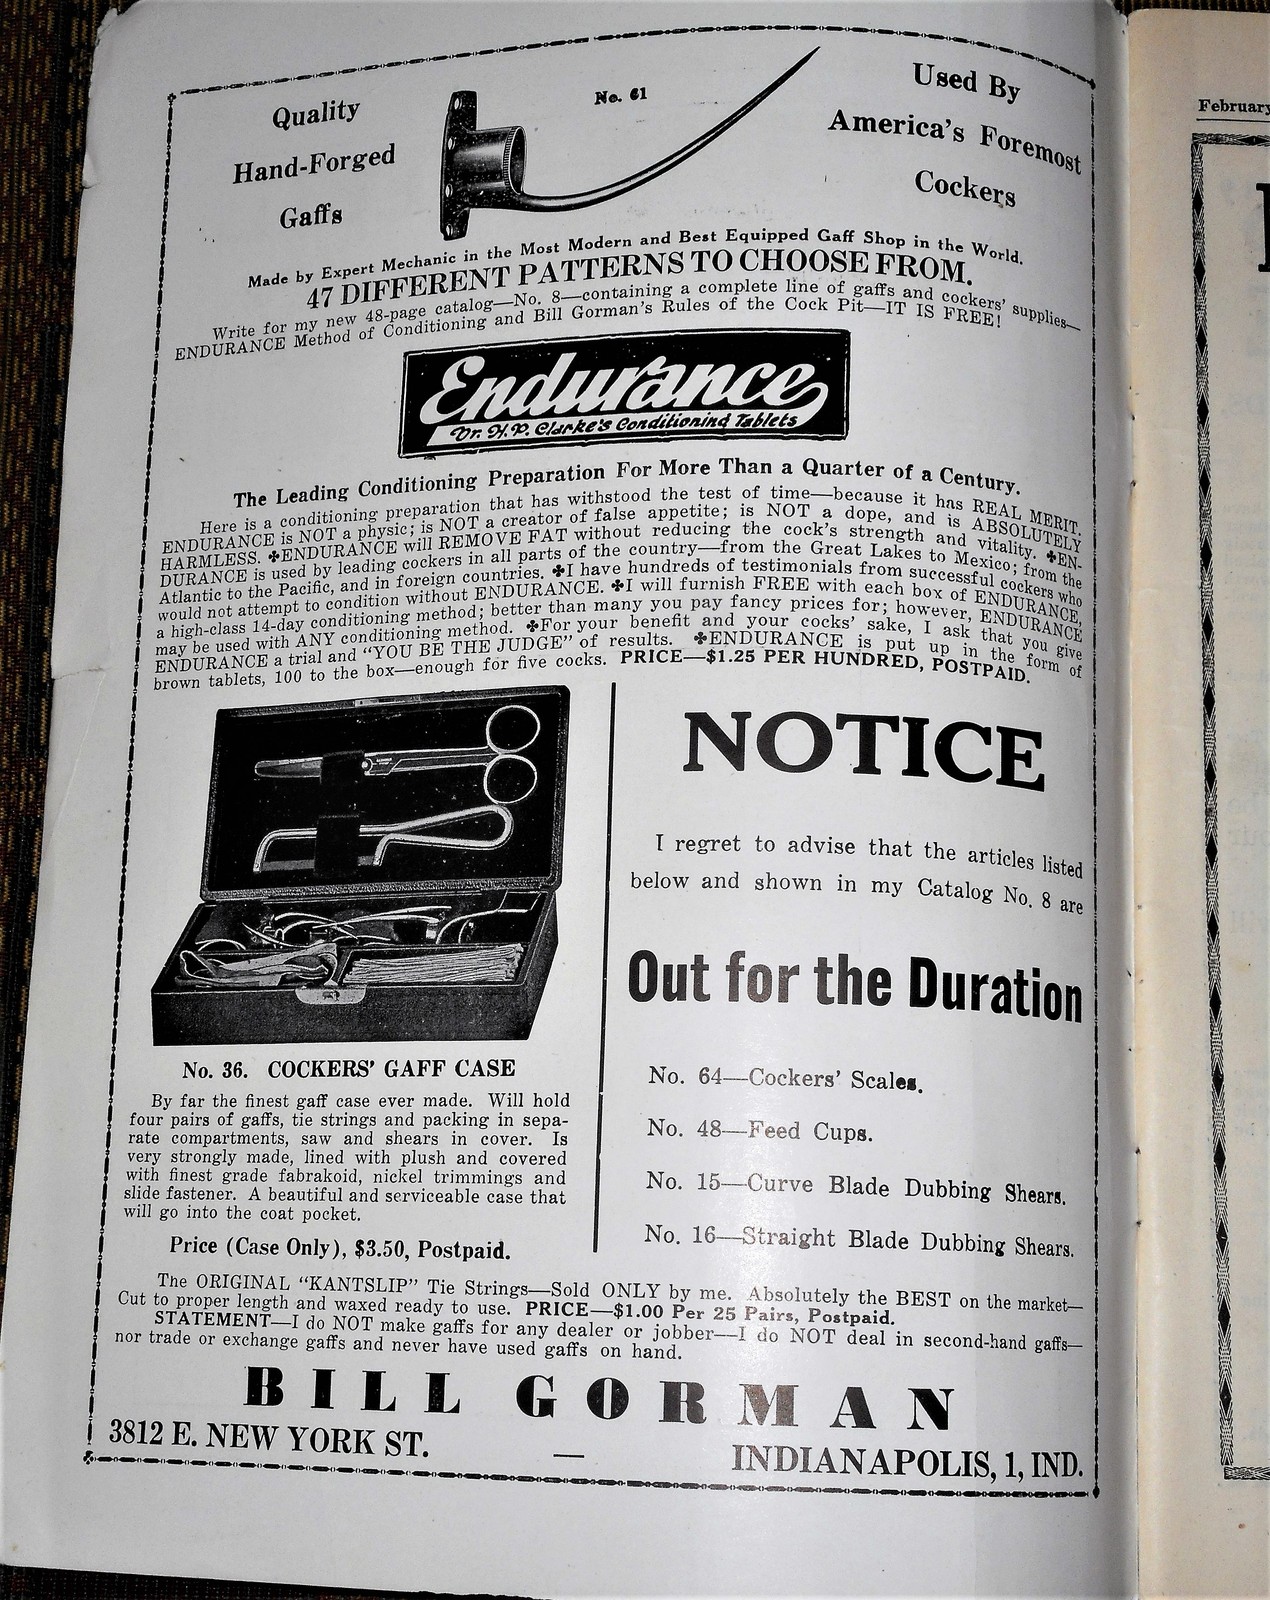 Quality
Hand-Forged
Gaffs
No. 61
Used By
America's Foremost
Cockers
Made by Expert Mechanic in the Most Modern and Best Equipped Gaff Shop in the World.
47 DIFFERENT PATTERNS TO CHOOSE FROM.
Write for my new 48-page catalog—No. 8—containing a complete line of gaffs and cockers' supplies—
ENDURANCE Method of Conditioning and Bill Gorman's Rules of the Cock Pit—IT IS FREE!
Endurance
Dr. H. P. Clarke's Conditioning Tablets
The Leading Conditioning Preparation For More Than a Quarter of a Century.
Here is a conditioning preparation that has withstood the test of time—because it has REAL MERIT.
ENDURANCE is NOT a physic; is NOT a creator of false appetite; is NOT a dope, and is ABSOLUTELY
HARMLESS. ✤ENDURANCE will REMOVE FAT without reducing the cock's strength and vitality. ✤EN-
DURANCE is used by leading cockers in all parts of the country—from the Great Lakes to Mexico; from the
Atlantic to the Pacific, and in foreign countries. ✤I have hundreds of testimonials from successful cockers who
would not attempt to condition without ENDURANCE. ✤I will furnish FREE with each box of ENDURANCE,
a high-class 14-day conditioning method; better than many you pay fancy prices for; however, ENDURANCE
may be used with ANY conditioning method. ✤For your benefit and your cocks' sake, I ask that you give
ENDURANCE a trial and "YOU BE THE JUDGE" of results. ✤ENDURANCE is put up in the form of
brown tablets, 100 to the box—enough for five cocks. PRICE—$1.25 PER HUNDRED, POSTPAID.
No. 36. COCKERS' GAFF CASE
By far the finest gaff case ever made. Will hold
four pairs of gaffs, tie strings and packing in sepa-
rate compartments, saw and shears in cover. Is
very strongly made, lined with plush and covered
with finest grade fabrakoid, nickel trimmings and
slide fastener. A beautiful and serviceable case that
will go into the coat pocket.
Price (Case Only), $3.50, Postpaid.
NOTICE
I regret to advise that the articles listed
below and shown in my Catalog No. 8 are
Out for the Duration
No. 64—Cockers' Scales.
No. 48—Feed Cups.
No. 15—Curve Blade Dubbing Shears.
No. 16—Straight Blade Dubbing Shears.
The ORIGINAL "KANTSLIP" Tie Strings—Sold ONLY by me. Absolutely the BEST on the market—
Cut to proper length and waxed ready to use. PRICE—$1.00 Per 25 Pairs, Postpaid.
STATEMENT—I do NOT make gaffs for any dealer or jobber—I do NOT deal in second-hand gaffs—
nor trade or exchange gaffs and never have used gaffs on hand.
BILL GORMAN
3812 E. NEW YORK ST. — INDIANAPOLIS, 1, IND.
February